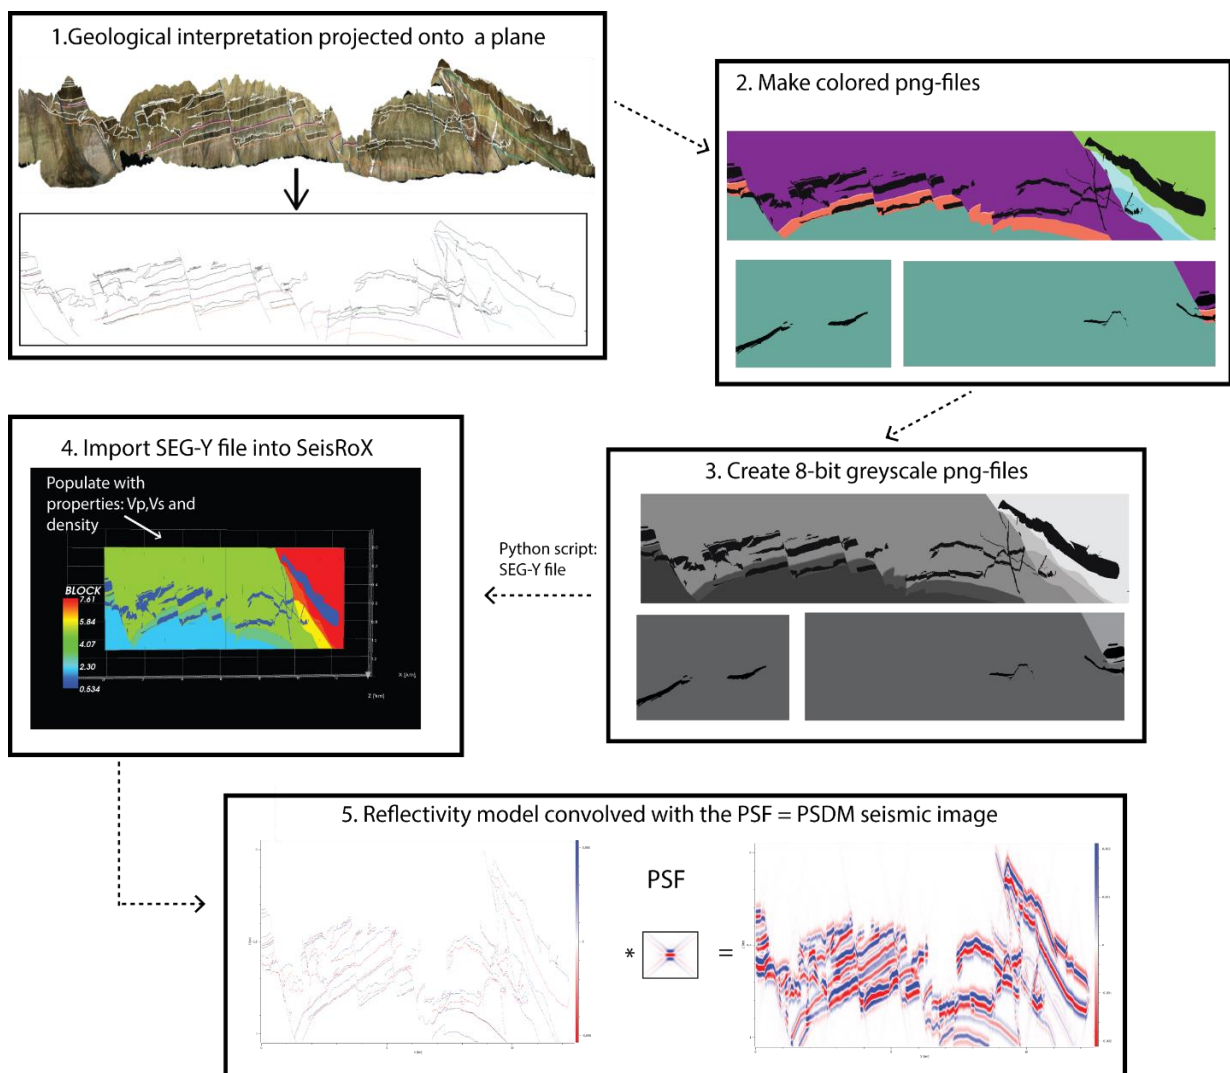 1.Geological interpretation projected onto a plane
2. Make colored png-files
3. Create 8-bit greyscale png-files
Python script:
SEG-Y file
4. Import SEG-Y file into SeisRoX
Populate with
properties: Vp,Vs and
density
BLOCK
7.61
5.84
4.07
2.30
0.534
X [km]
Z [km]
5. Reflectivity model convolved with the PSF = PSDM seismic image
PSF
*
=